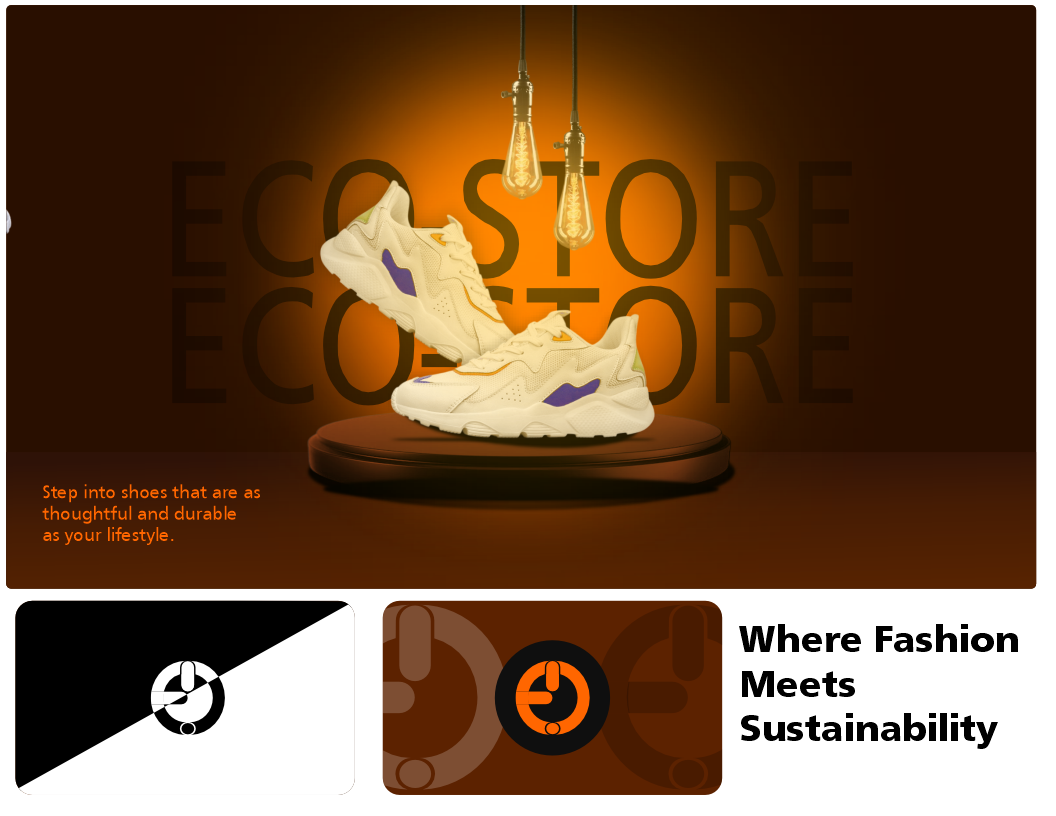 ECO-STORE
ECO-STORE
Step into shoes that are as
thoughtful and durable
as your lifestyle.
Where Fashion
Meets
Sustainability